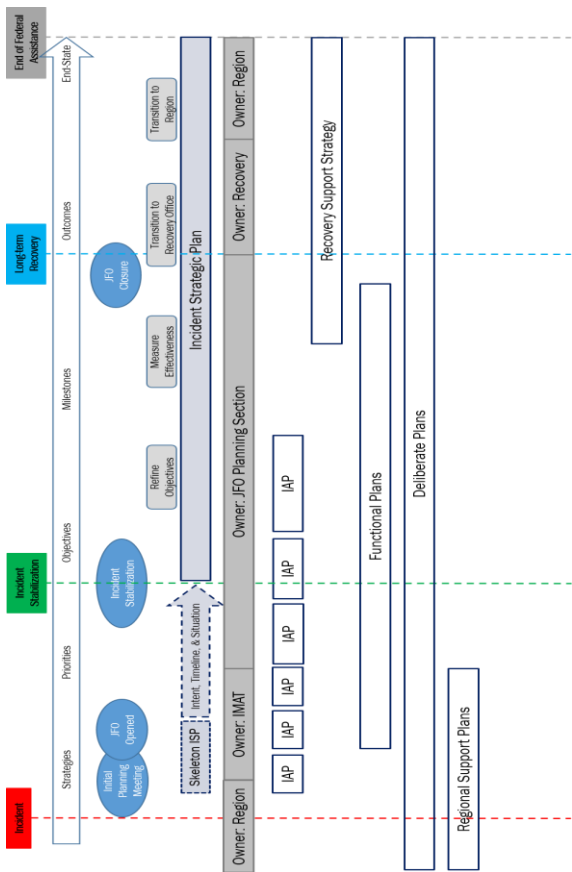 Incident
Incident
Stabilization
Long-term
Recovery
End of Federal
Assistance
Strategies
Priorities
Objectives
Milestones
Outcomes
End-State
Initial
Planning
Meeting
JFO
Opened
Incident
Stabilization
JFO
Closure
Refine
Objectives
Measure
Effectiveness
Transition to
Recovery Office
Transition to
Region
Skeleton ISP
Intent, Timeline, & Situation
Incident Strategic Plan
Owner: Region
Owner: IMAT
Owner: JFO Planning Section
Owner: Recovery
Owner: Region
IAP
IAP
IAP
IAP
IAP
IAP
Recovery Support Strategy
Functional Plans
Deliberate Plans
Regional Support Plans